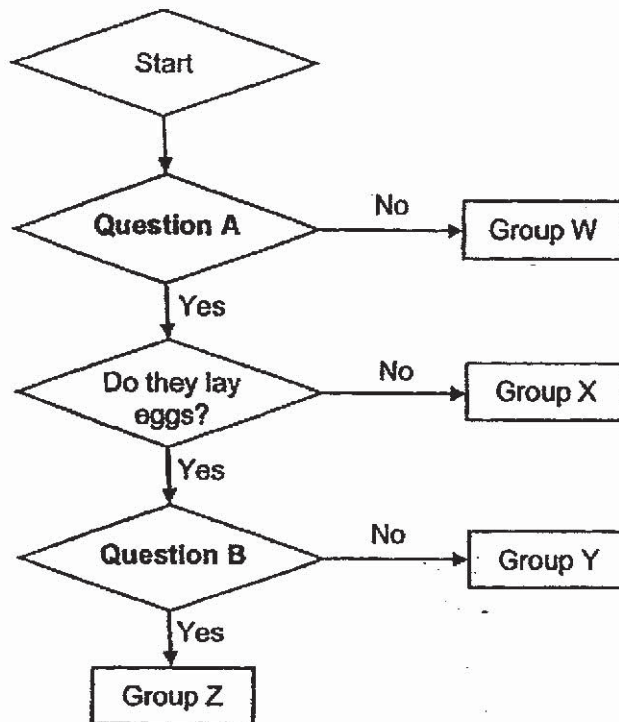 Start
Question A
No
Group W
Yes
Do they lay
eggs?
No
Group X
Yes
Question B
No
Group Y
Yes
Group Z